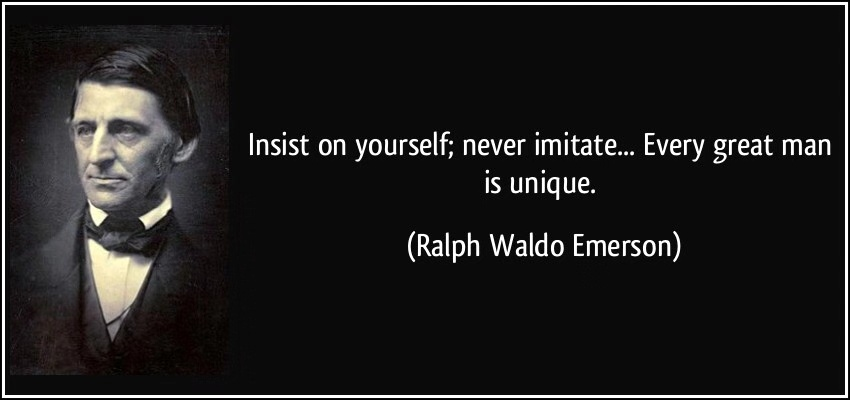 Insist on yourself; never imitate... Every great man
is unique.
(Ralph Waldo Emerson)